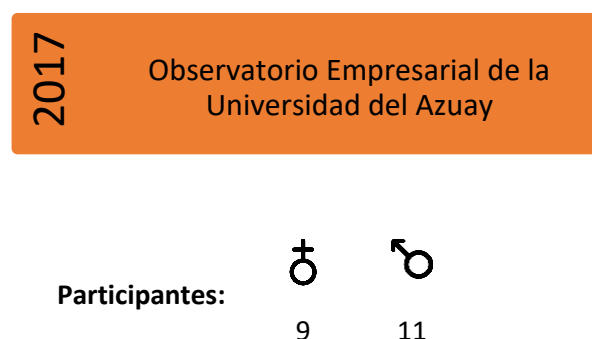 2017
Observatorio Empresarial de la
Universidad del Azuay
Participantes:
9 11